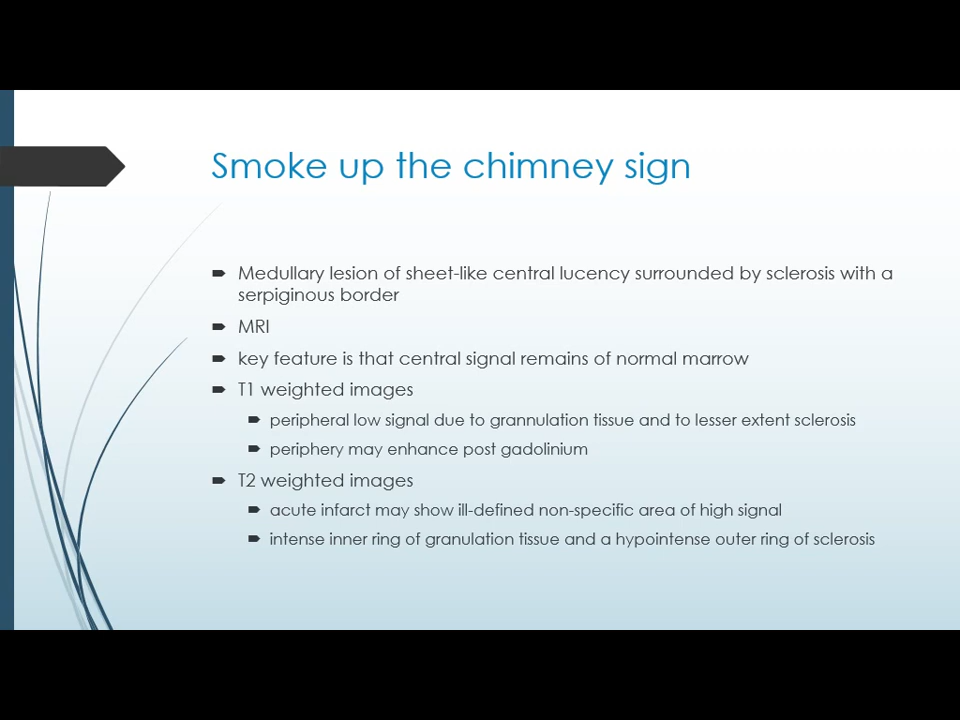 Smoke up the chimney sign
Medullary lesion of sheet-like central lucency surrounded by sclerosis with a
serpiginous border
MRI
key feature is that central signal remains of normal marrow
T1 weighted images
peripheral low signal due to grannulation tissue and to lesser extent sclerosis
periphery may enhance post gadolinium
T2 weighted images
acute infarct may show ill-defined non-specific area of high signal
intense inner ring of granulation tissue and a hypointense outer ring of sclerosis